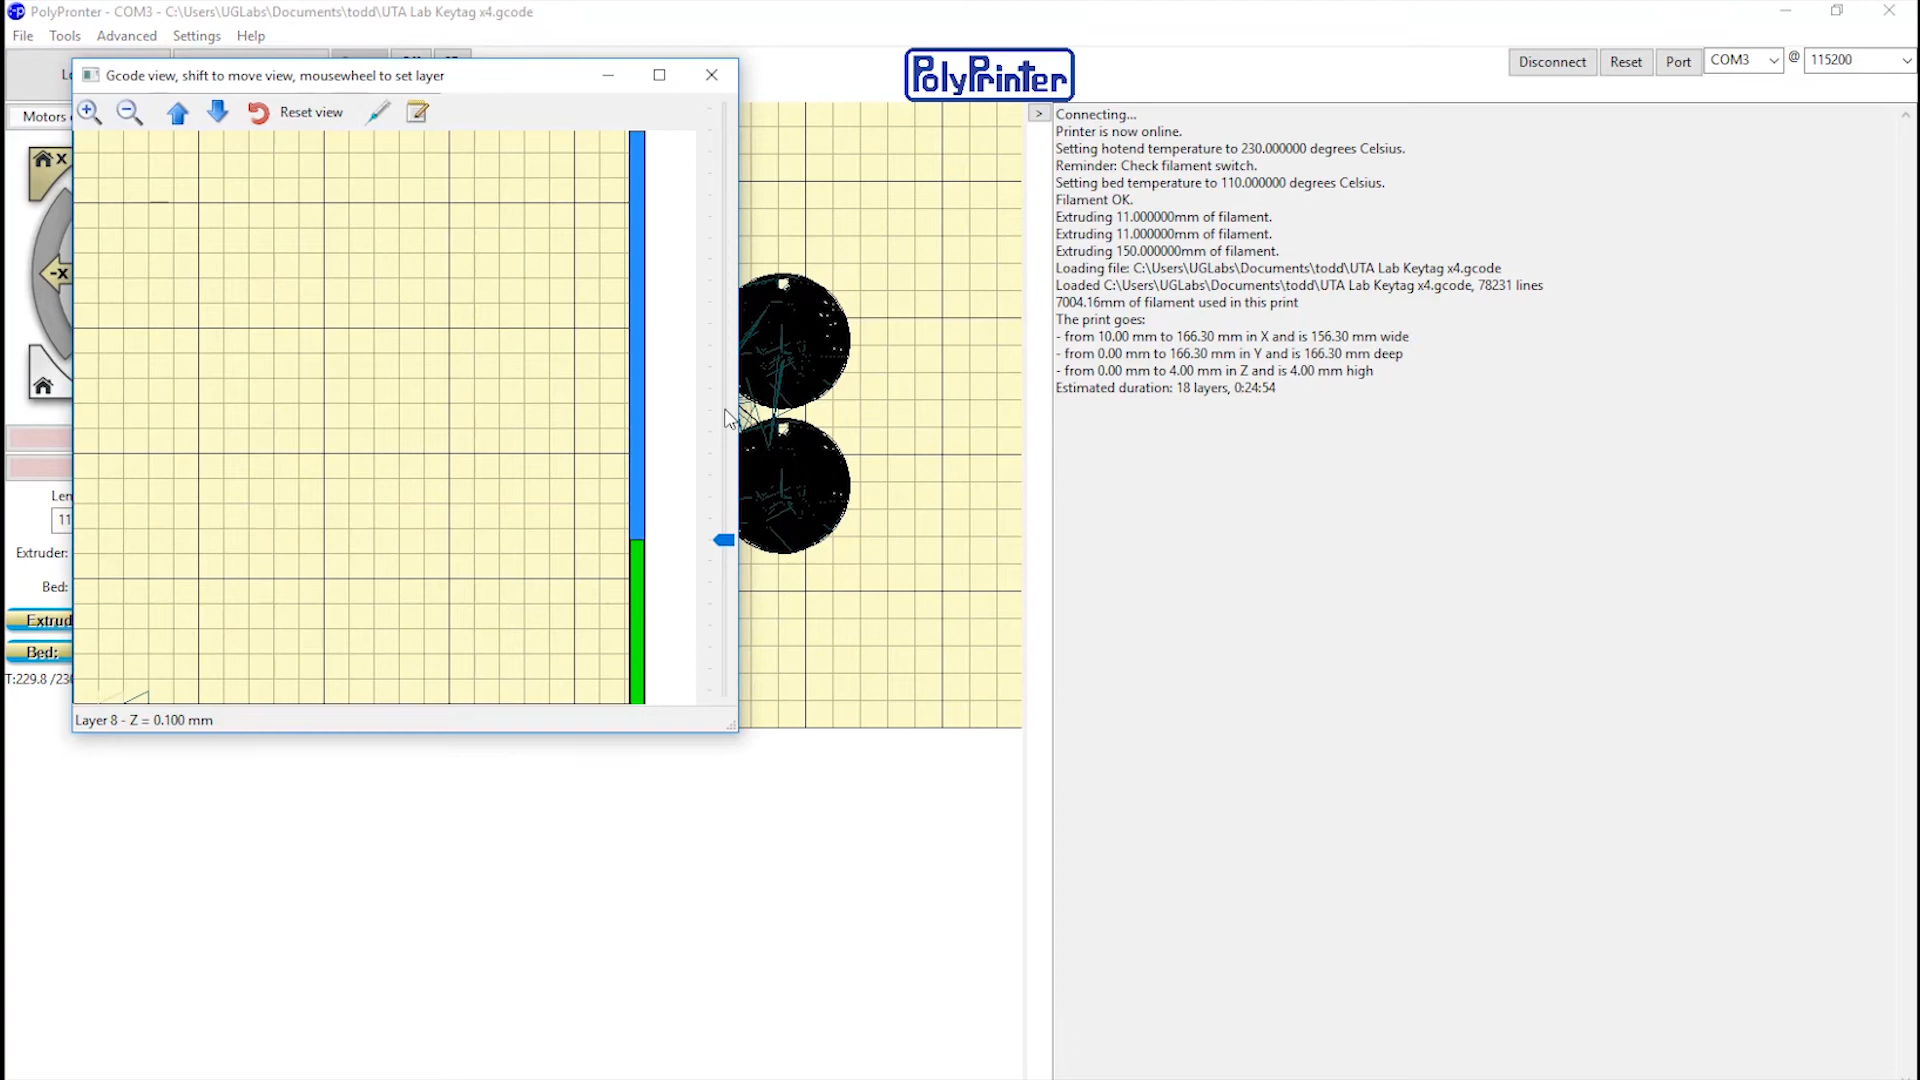 PolyPronter - COM3 - C:\Users\UGLabs\Documents\todd\UTA Lab Keytag x4.gcode
File Tools Advanced Settings Help
PolyPrinter
Disconnect Reset Port COM3 @ 115200
Gcode view, shift to move view, mousewheel to set layer
Reset view
Motors
X
-X
Len
11
Extruder:
Bed:
Extrud
Bed:
T:229.8 /230
Layer 8 - Z = 0.100 mm
>
Connecting...
Printer is now online.
Setting hotend temperature to 230.000000 degrees Celsius.
Reminder: Check filament switch.
Setting bed temperature to 110.000000 degrees Celsius.
Filament OK.
Extruding 11.000000mm of filament.
Extruding 11.000000mm of filament.
Extruding 150.000000mm of filament.
Loading file: C:\Users\UGLabs\Documents\todd\UTA Lab Keytag x4.gcode
Loaded C:\Users\UGLabs\Documents\todd\UTA Lab Keytag x4.gcode, 78231 lines
7004.16mm of filament used in this print
The print goes:
- from 10.00 mm to 166.30 mm in X and is 156.30 mm wide
- from 0.00 mm to 166.30 mm in Y and is 166.30 mm deep
- from 0.00 mm to 4.00 mm in Z and is 4.00 mm high
Estimated duration: 18 layers, 0:24:54